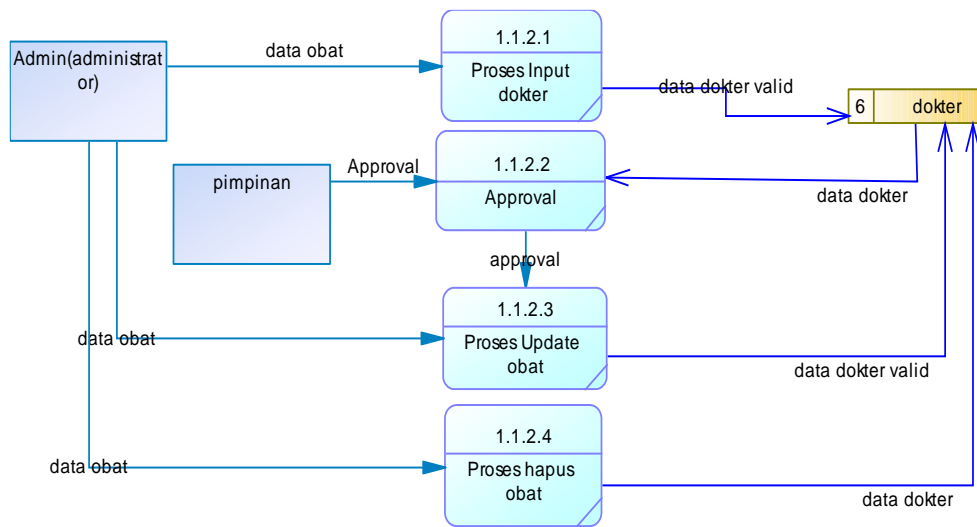 Admin(administrat
or)
data obat
1.1.2.1
Proses Input
dokter
data dokter valid
6
dokter
pimpinan
Approval
1.1.2.2
Approval
data dokter
approval
1.1.2.3
Proses Update
obat
data obat
data dokter valid
1.1.2.4
Proses hapus
obat
data obat
data dokter